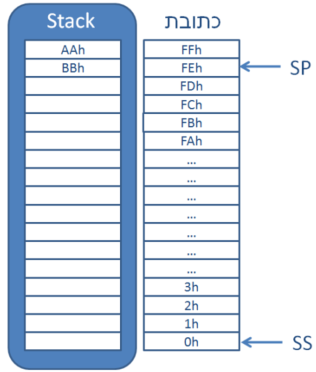 Stack כתובת
AAh FFh
BBh FEh SP
FDh
FCh
FBh
FAh
...
...
...
...
...
...
...
3h
2h
1h
0h SS